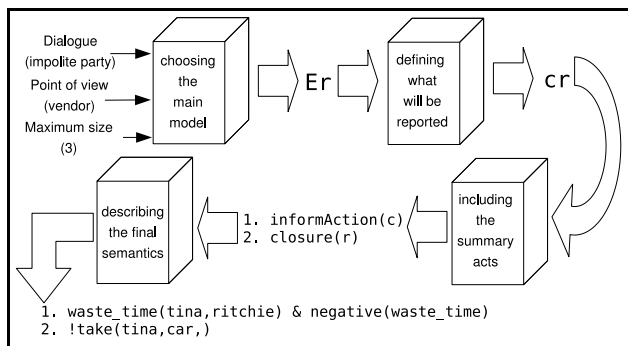 Dialogue
(impolite party)
Point of view
(vendor)
Maximum size
(3)
choosing
the
main
model
Er
defining
what
will be
reported
cr
including
the
summary
acts
1. informAction(c)
2. closure(r)
describing
the final
semantics
1. waste_time(tina,ritchie) & negative(waste_time)
2. !take(tina,car,)